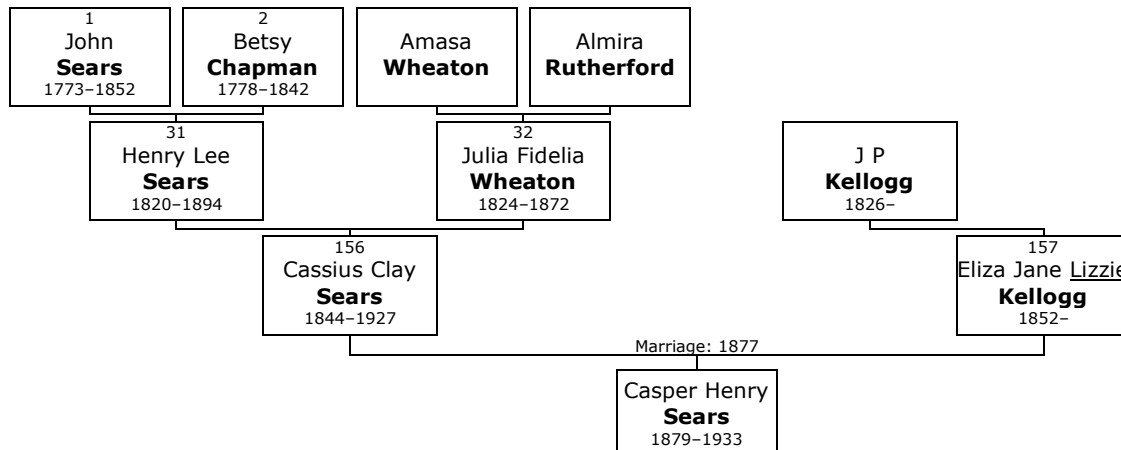 1
John
Sears
1773–1852
2
Betsy
Chapman
1778–1842
Amasa
Wheaton
Almira
Rutherford
31
Henry Lee
Sears
1820–1894
32
Julia Fidelia
Wheaton
1824–1872
J P
Kellogg
1826–
156
Cassius Clay
Sears
1844–1927
157
Eliza Jane Lizzie
Kellogg
1852–
Marriage: 1877
Casper Henry
Sears
1879–1933